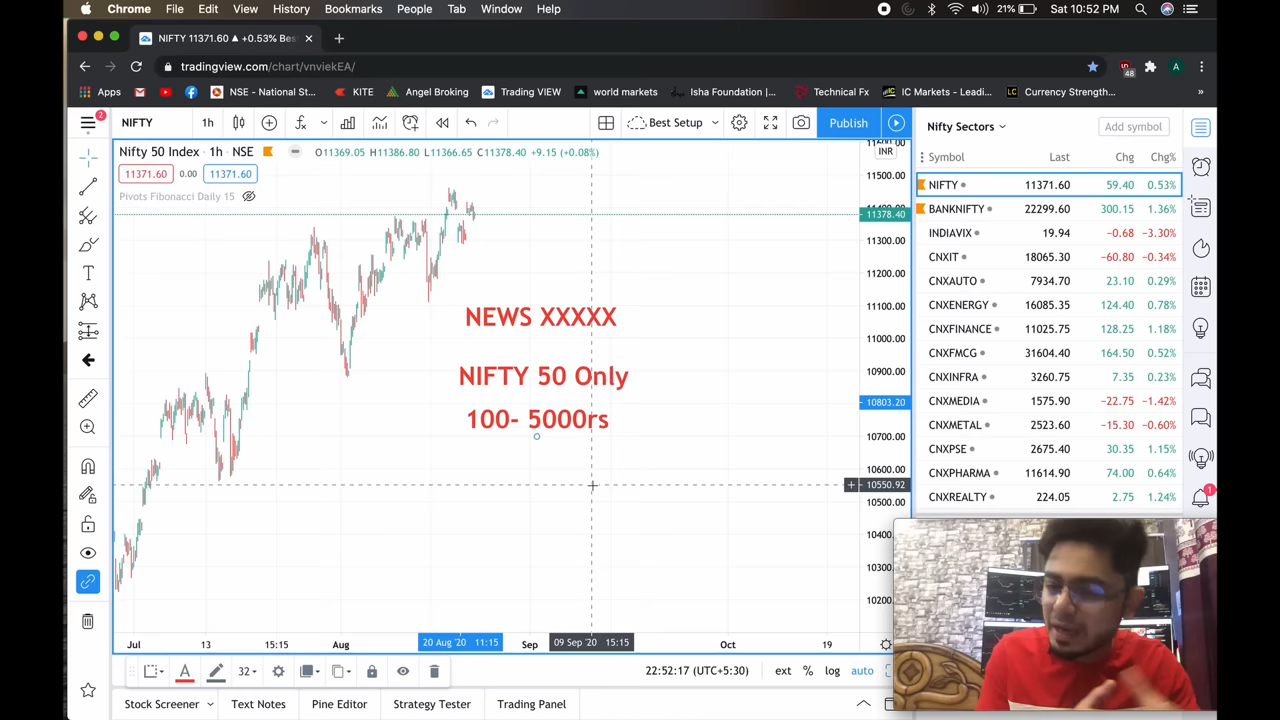 Chrome File Edit View History Bookmarks People Tab Window Help 21% Sat 10:52 PM
NIFTY 11371.60 ▲ +0.53% Bes
tradingview.com/chart/vnviekEA/
48 A
Apps NSE - National St... KITE Angel Broking Trading VIEW world markets Isha Foundation |... Technical Fx IC Markets - Leadi... Currency Strength... »
2 NIFTY 1h Best Setup Publish
Nifty Sectors Add symbol
Nifty 50 Index · 1h · NSE O11369.05 H11386.80 L11366.65 C11378.40 +9.15 (+0.08%)
INR
11371.60 0.00 11371.60
Pivots Fibonacci Daily 15
11500.00
11378.40
11300.00
11200.00
11100.00
11000.00
10900.00
10803.20
10700.00
10600.00
10550.92
10500.00
10300.00
NEWS XXXXX
NIFTY 50 Only
100- 5000rs
Symbol Last Chg Chg%
NIFTY 11371.60 59.40 0.53%
BANKNIFTY 22299.60 300.15 1.36%
INDIAVIX 19.94 −0.68 −3.30%
CNXIT 18065.30 −60.80 −0.34%
CNXAUTO 7934.70 23.10 0.29%
CNXENERGY 16085.35 124.40 0.78%
CNXFINANCE 11025.75 128.25 1.18%
CNXFMCG 31604.40 164.50 0.52%
CNXINFRA 3260.75 7.35 0.23%
CNXMEDIA 1575.90 −22.75 −1.42%
CNXMETAL 2523.60 −15.30 −0.60%
CNXPSE 2675.40 30.35 1.15%
CNXPHARMA 11614.90 74.00 0.64%
CNXREALTY 224.05 2.75 1.24%
1
Jul 13 15:15 Aug 20 Aug '20 11:15 Sep 09 Sep '20 15:15 Oct 19
32 22:52:17 (UTC+5:30) ext % log auto
Stock Screener Text Notes Pine Editor Strategy Tester Trading Panel